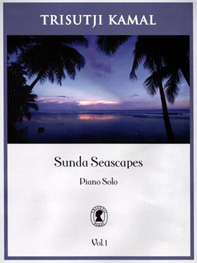 TRISUTJI KAMAL
Sunda Seascapes
Piano Solo
Vol.1